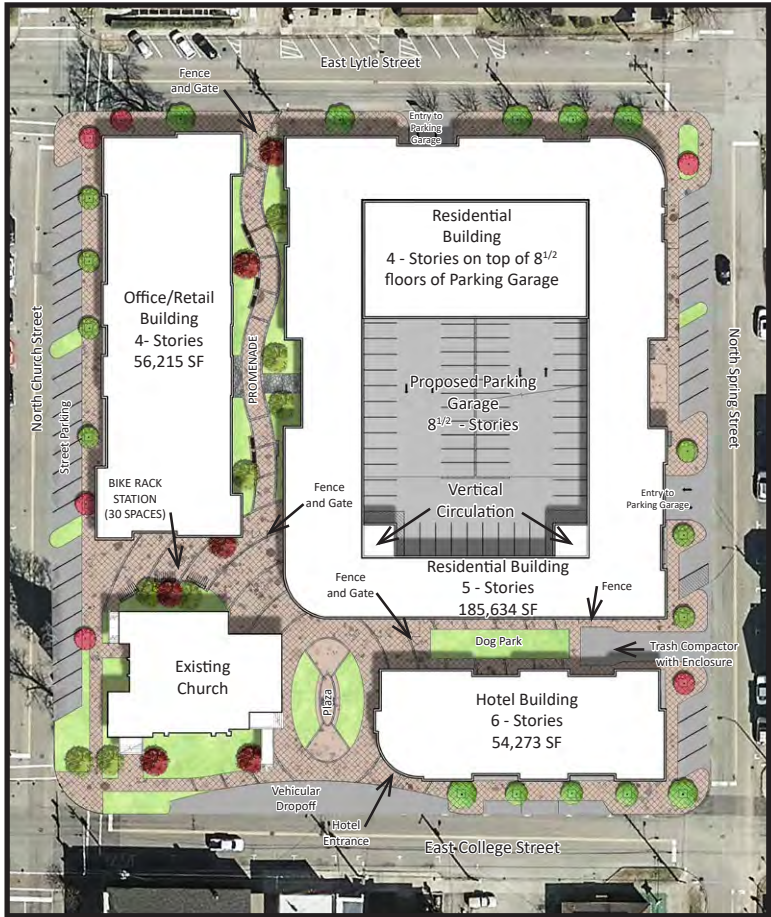 East Lytle Street
Fence
and Gate
Entry to
Parking
Garage
Residential
Building
4 - Stories on top of 8 1/2
floors of Parking Garage
Office/Retail
Building
4- Stories
56,215 SF
PROMENADE
North Church Street
Street Parking
Proposed Parking
Garage
8 1/2 - Stories
North Spring Street
BIKE RACK
STATION
(30 SPACES)
Fence
and Gate
Vertical
Circulation
Entry to
Parking Garage
Residential Building
5 - Stories
185,634 SF
Fence
and Gate
Fence
Dog Park
Trash Compactor
with Enclosure
Existing
Church
Plaza
Hotel Building
6 - Stories
54,273 SF
Vehicular
Dropoff
Hotel
Entrance
East College Street